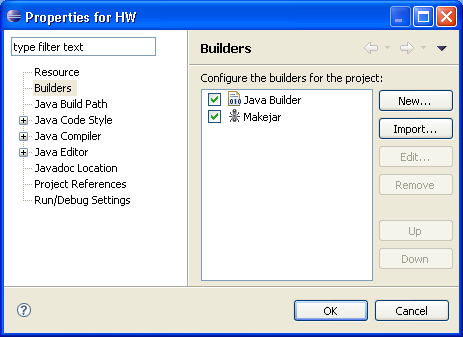 Properties for HW
type filter text
Resource
Builders
Java Build Path
Java Code Style
Java Compiler
Java Editor
Javadoc Location
Project References
Run/Debug Settings
Builders
Configure the builders for the project:
010 Java Builder
Makejar
New...
Import...
Edit...
Remove
Up
Down
?
OK
Cancel